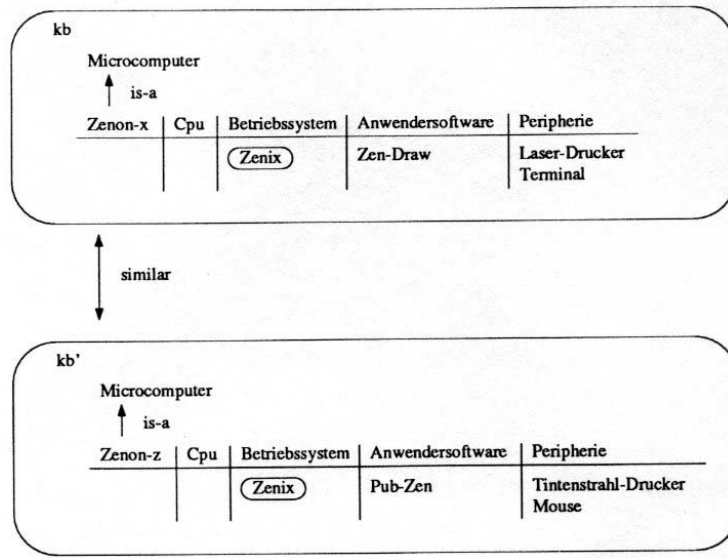 kb
Microcomputer
is-a
Zenon-x Cpu Betriebssystem Anwendersoftware Peripherie
Zenix Zen-Draw Laser-Drucker
Terminal
similar
kb'
Microcomputer
is-a
Zenon-z Cpu Betriebssystem Anwendersoftware Peripherie
Zenix Pub-Zen Tintenstrahl-Drucker
Mouse